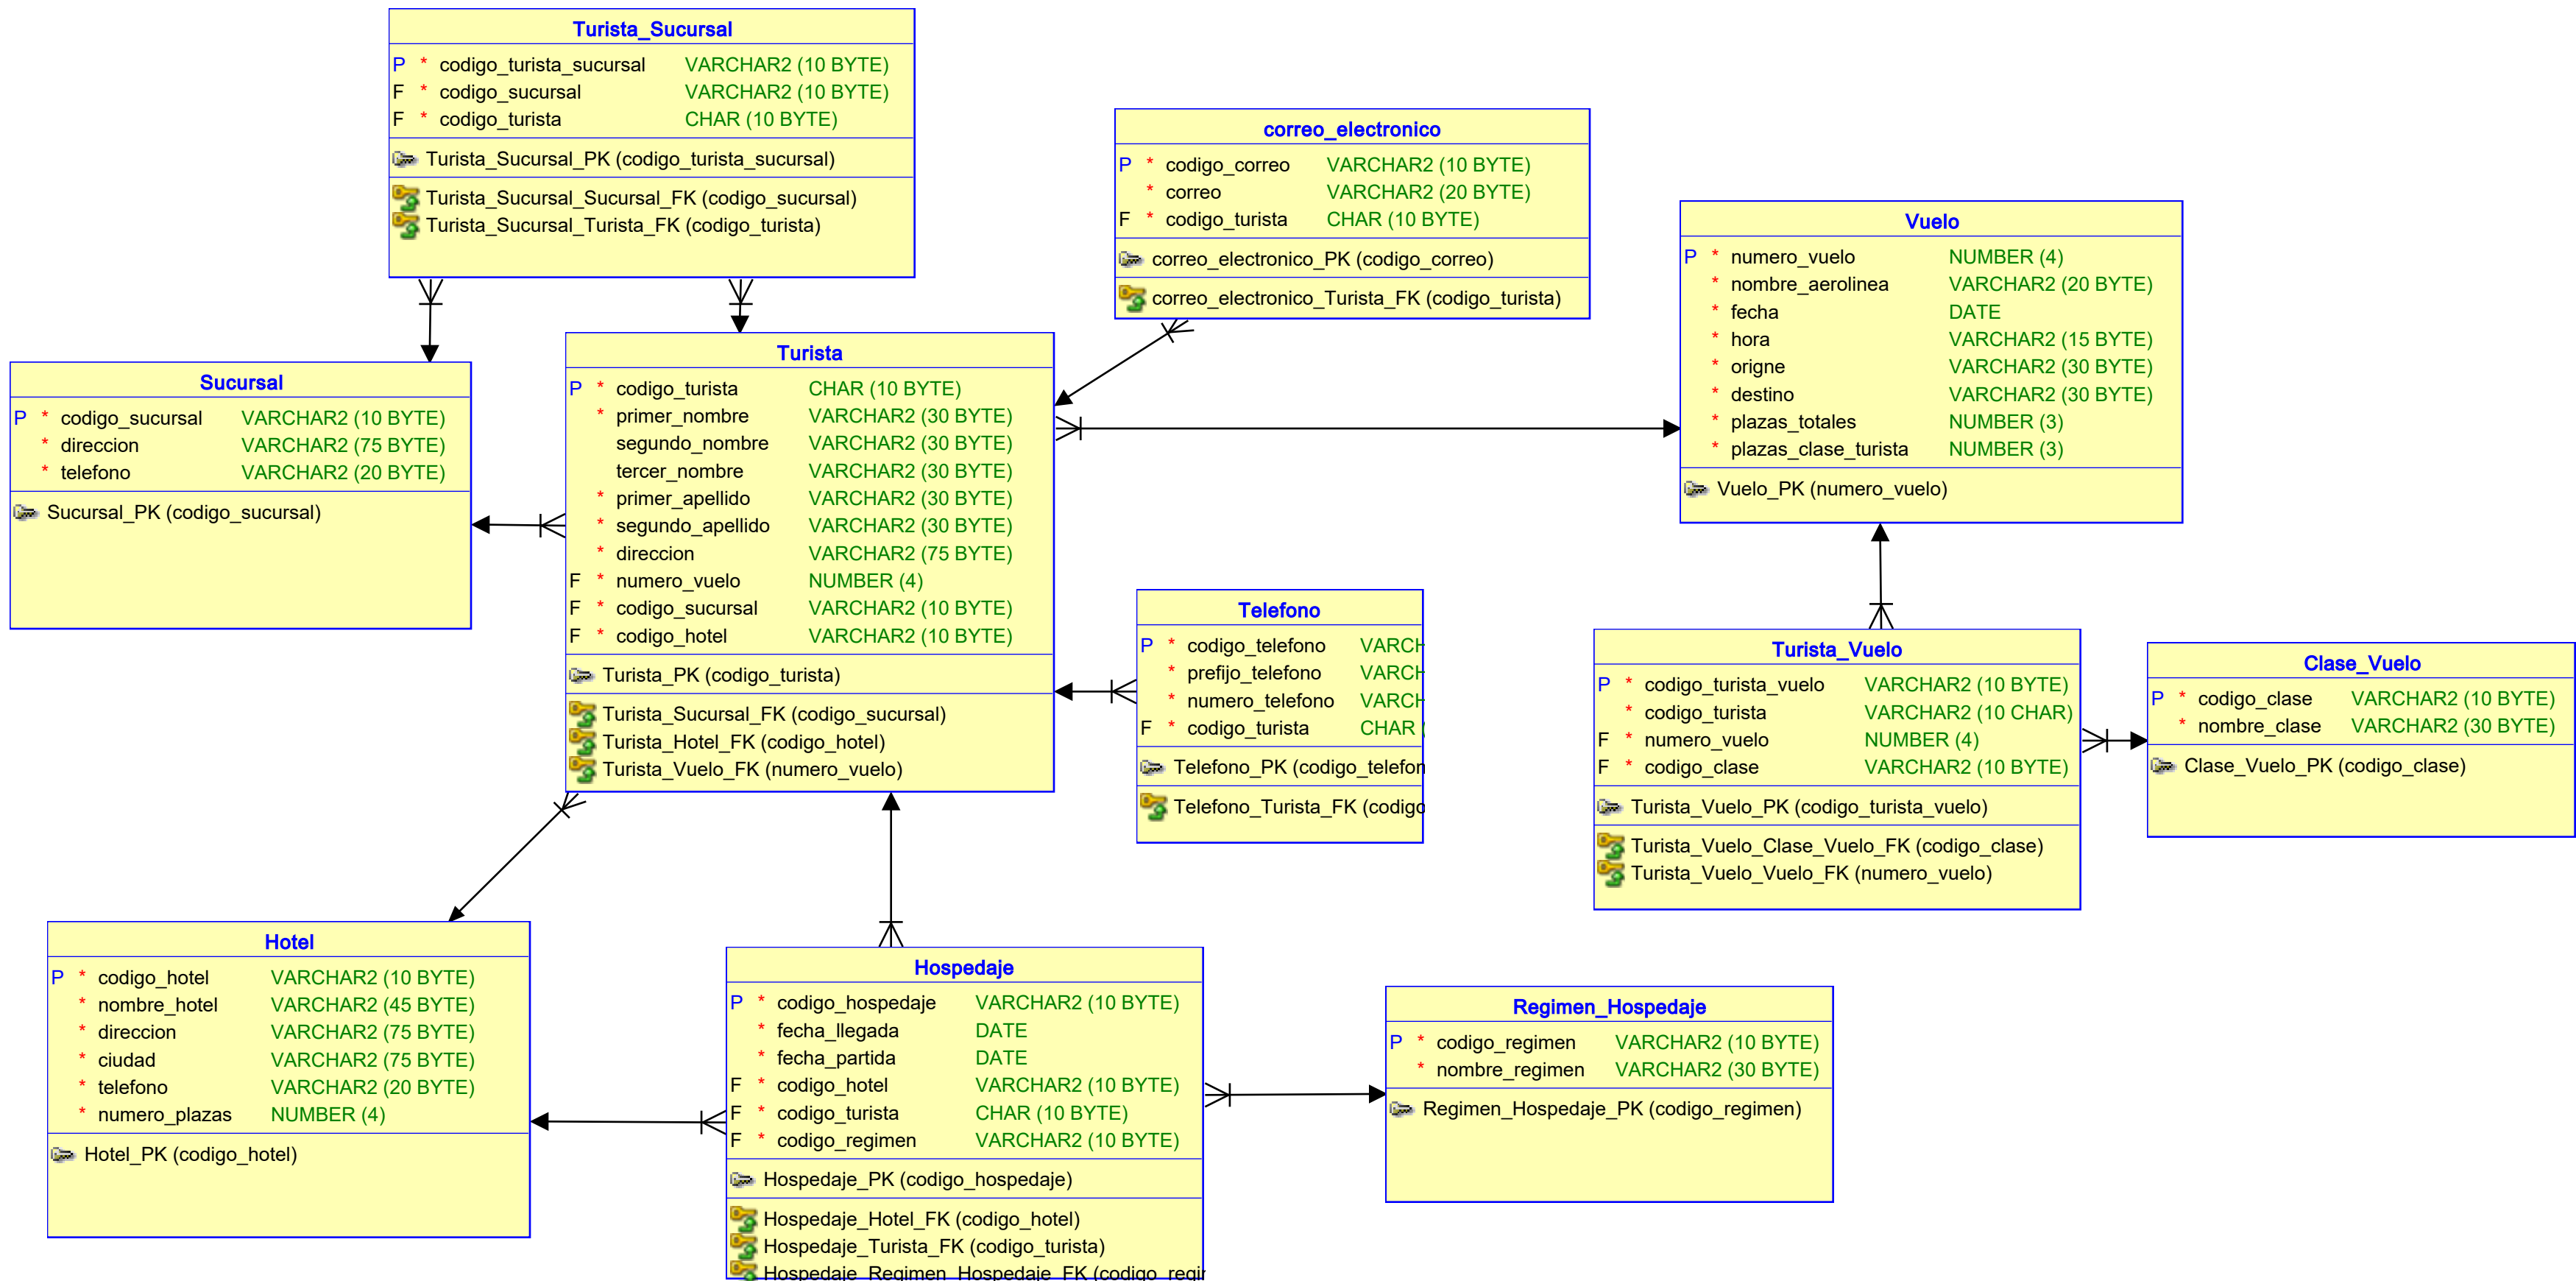 Turista_Sucursal
P * codigo_turista_sucursal VARCHAR2 (10 BYTE)
F * codigo_sucursal VARCHAR2 (10 BYTE)
F * codigo_turista CHAR (10 BYTE)
Turista_Sucursal_PK (codigo_turista_sucursal)
Turista_Sucursal_Sucursal_FK (codigo_sucursal)
Turista_Sucursal_Turista_FK (codigo_turista)
correo_electronico
P * codigo_correo VARCHAR2 (10 BYTE)
* correo VARCHAR2 (20 BYTE)
F * codigo_turista CHAR (10 BYTE)
correo_electronico_PK (codigo_correo)
correo_electronico_Turista_FK (codigo_turista)
Vuelo
P * numero_vuelo NUMBER (4)
* nombre_aerolinea VARCHAR2 (20 BYTE)
* fecha DATE
* hora VARCHAR2 (15 BYTE)
* origne VARCHAR2 (30 BYTE)
* destino VARCHAR2 (30 BYTE)
* plazas_totales NUMBER (3)
* plazas_clase_turista NUMBER (3)
Vuelo_PK (numero_vuelo)
Sucursal
P * codigo_sucursal VARCHAR2 (10 BYTE)
* direccion VARCHAR2 (75 BYTE)
* telefono VARCHAR2 (20 BYTE)
Sucursal_PK (codigo_sucursal)
Turista
P * codigo_turista CHAR (10 BYTE)
* primer_nombre VARCHAR2 (30 BYTE)
segundo_nombre VARCHAR2 (30 BYTE)
tercer_nombre VARCHAR2 (30 BYTE)
* primer_apellido VARCHAR2 (30 BYTE)
* segundo_apellido VARCHAR2 (30 BYTE)
* direccion VARCHAR2 (75 BYTE)
F * numero_vuelo NUMBER (4)
F * codigo_sucursal VARCHAR2 (10 BYTE)
F * codigo_hotel VARCHAR2 (10 BYTE)
Turista_PK (codigo_turista)
Turista_Sucursal_FK (codigo_sucursal)
Turista_Hotel_FK (codigo_hotel)
Turista_Vuelo_FK (numero_vuelo)
Telefono
P * codigo_telefono VARCH
* prefijo_telefono VARCH
* numero_telefono VARCH
F * codigo_turista CHAR
Telefono_PK (codigo_telefon
Telefono_Turista_FK (codigo
Turista_Vuelo
P * codigo_turista_vuelo VARCHAR2 (10 BYTE)
* codigo_turista VARCHAR2 (10 CHAR)
F * numero_vuelo NUMBER (4)
F * codigo_clase VARCHAR2 (10 BYTE)
Turista_Vuelo_PK (codigo_turista_vuelo)
Turista_Vuelo_Clase_Vuelo_FK (codigo_clase)
Turista_Vuelo_Vuelo_FK (numero_vuelo)
Clase_Vuelo
P * codigo_clase VARCHAR2 (10 BYTE)
* nombre_clase VARCHAR2 (30 BYTE)
Clase_Vuelo_PK (codigo_clase)
Hotel
P * codigo_hotel VARCHAR2 (10 BYTE)
* nombre_hotel VARCHAR2 (45 BYTE)
* direccion VARCHAR2 (75 BYTE)
* ciudad VARCHAR2 (75 BYTE)
* telefono VARCHAR2 (20 BYTE)
* numero_plazas NUMBER (4)
Hotel_PK (codigo_hotel)
Hospedaje
P * codigo_hospedaje VARCHAR2 (10 BYTE)
* fecha_llegada DATE
* fecha_partida DATE
F * codigo_hotel VARCHAR2 (10 BYTE)
F * codigo_turista CHAR (10 BYTE)
F * codigo_regimen VARCHAR2 (10 BYTE)
Hospedaje_PK (codigo_hospedaje)
Hospedaje_Hotel_FK (codigo_hotel)
Hospedaje_Turista_FK (codigo_turista)
Hospedaje_Regimen_Hospedaje_FK (codigo_regi
Regimen_Hospedaje
P * codigo_regimen VARCHAR2 (10 BYTE)
* nombre_regimen VARCHAR2 (30 BYTE)
Regimen_Hospedaje_PK (codigo_regimen)